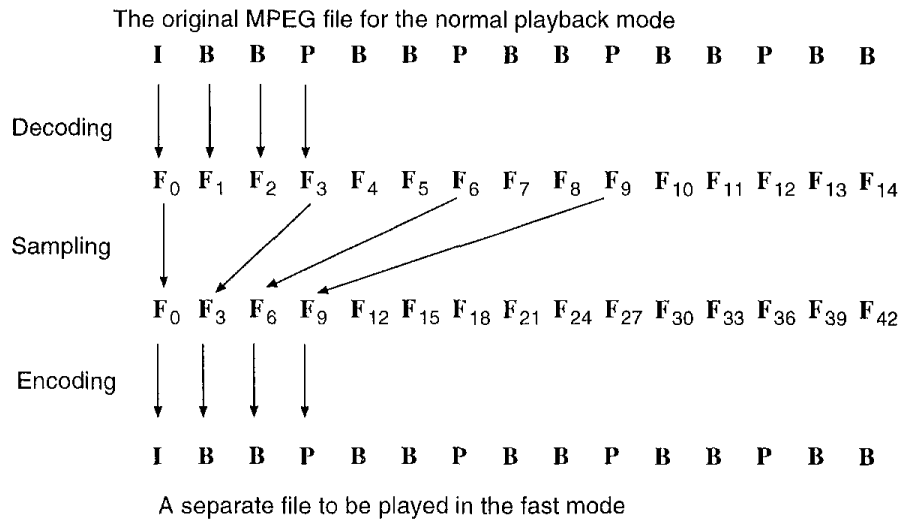 The original MPEG file for the normal playback mode
I B B P B B P B B P B B P B B
Decoding
F0 F1 F2 F3 F4 F5 F6 F7 F8 F9 F10 F11 F12 F13 F14
Sampling
F0 F3 F6 F9 F12 F15 F18 F21 F24 F27 F30 F33 F36 F39 F42
Encoding
I B B P B B P B B P B B P B B
A separate file to be played in the fast mode